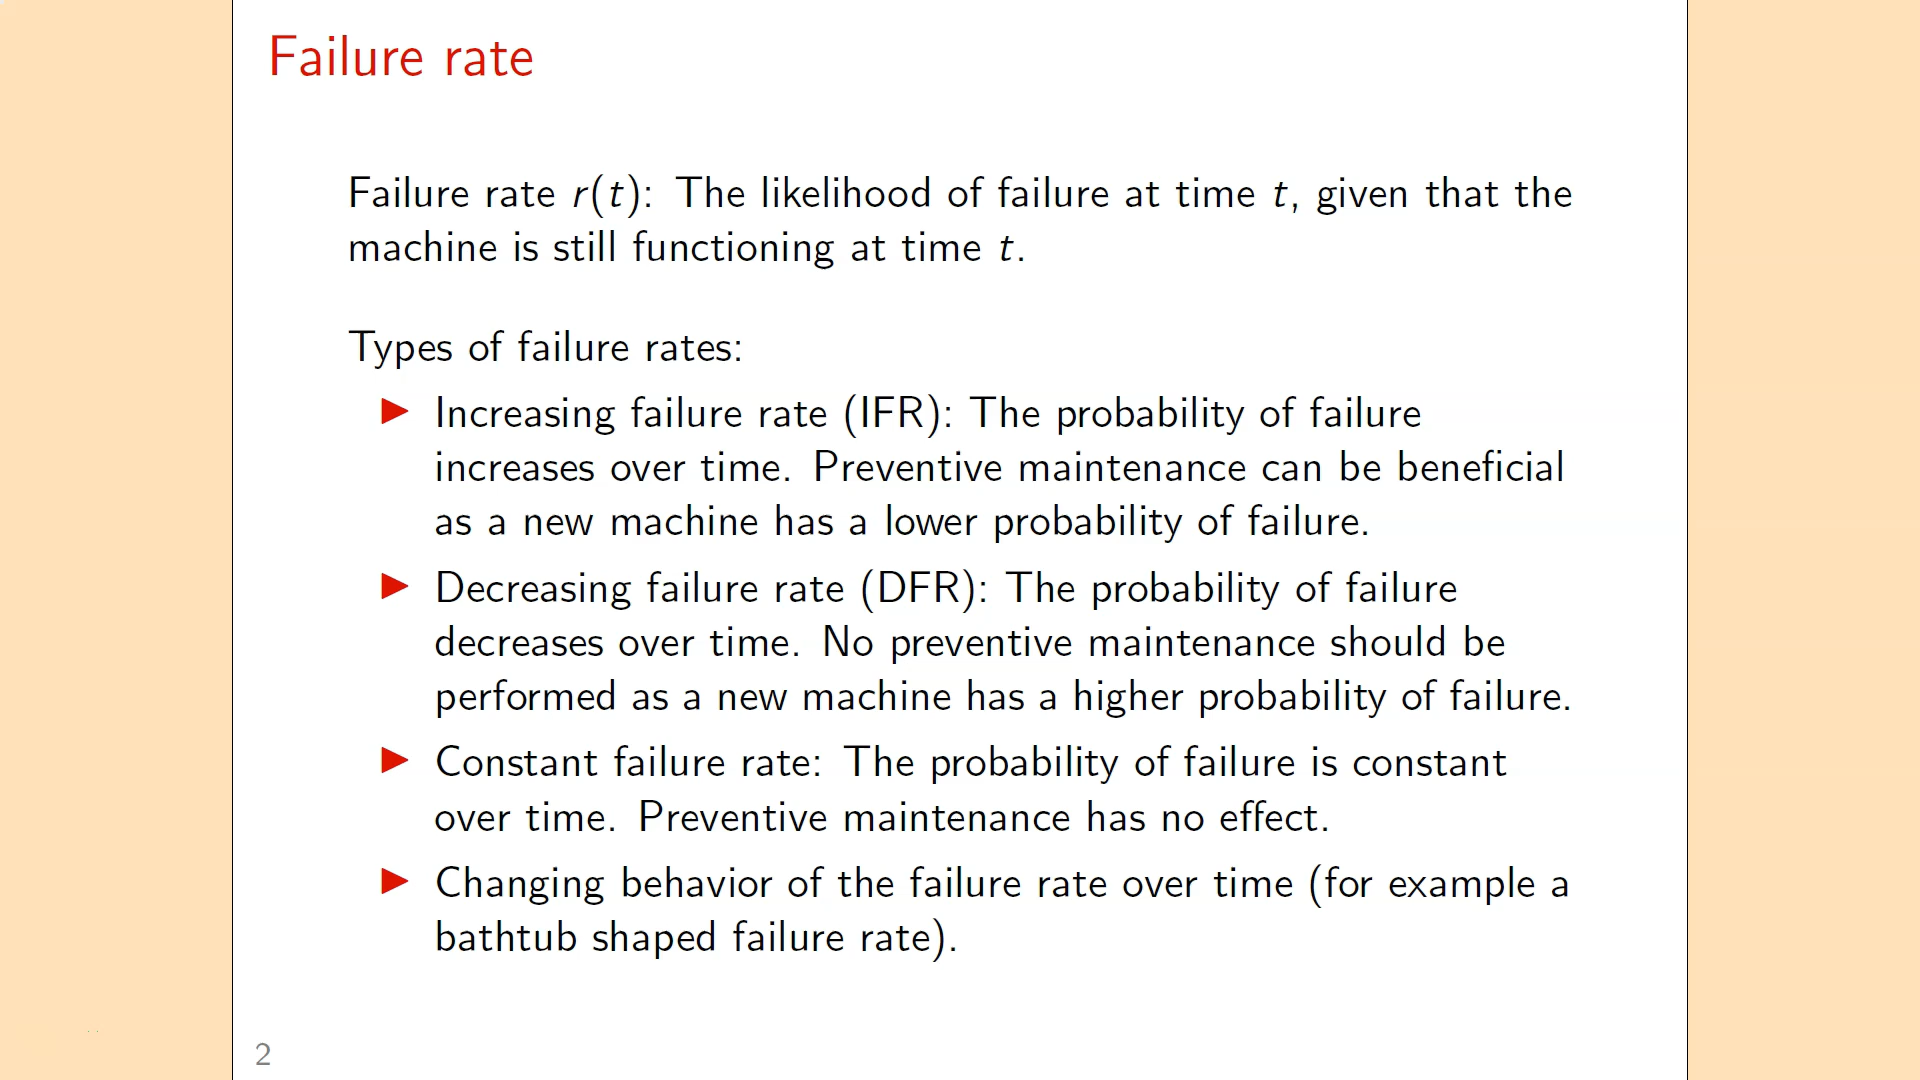 Failure rate
Failure rate r(t): The likelihood of failure at time t, given that the
machine is still functioning at time t.
Types of failure rates:
▶ Increasing failure rate (IFR): The probability of failure
increases over time. Preventive maintenance can be beneficial
as a new machine has a lower probability of failure.
▶ Decreasing failure rate (DFR): The probability of failure
decreases over time. No preventive maintenance should be
performed as a new machine has a higher probability of failure.
▶ Constant failure rate: The probability of failure is constant
over time. Preventive maintenance has no effect.
▶ Changing behavior of the failure rate over time (for example a
bathtub shaped failure rate).
2